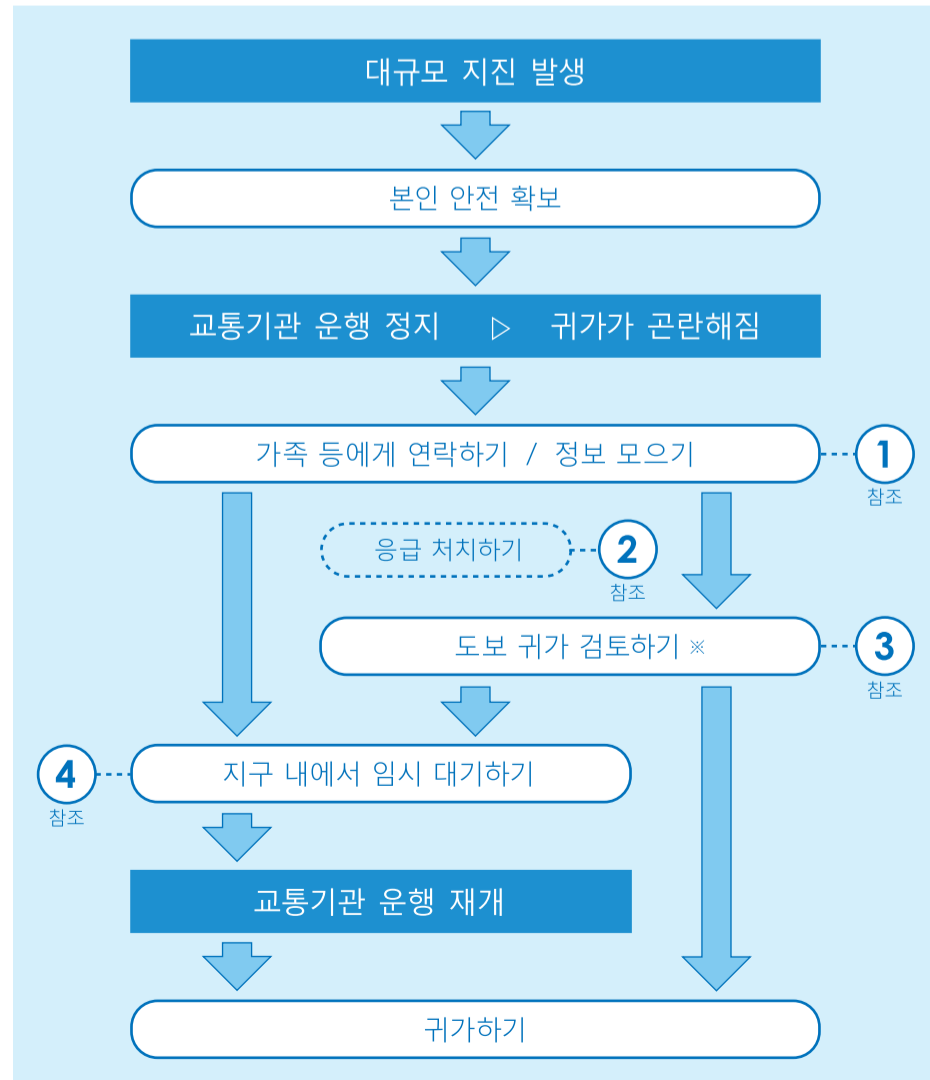 대규모 지진 발생
본인 안전 확보
교통기관 운행 정지 ▷ 귀가가 곤란해짐
가족 등에게 연락하기 / 정보 모으기
1
참조
응급 처치하기
2
참조
도보 귀가 검토하기 ※
3
참조
4
참조
지구 내에서 임시 대기하기
교통기관 운행 재개
귀가하기